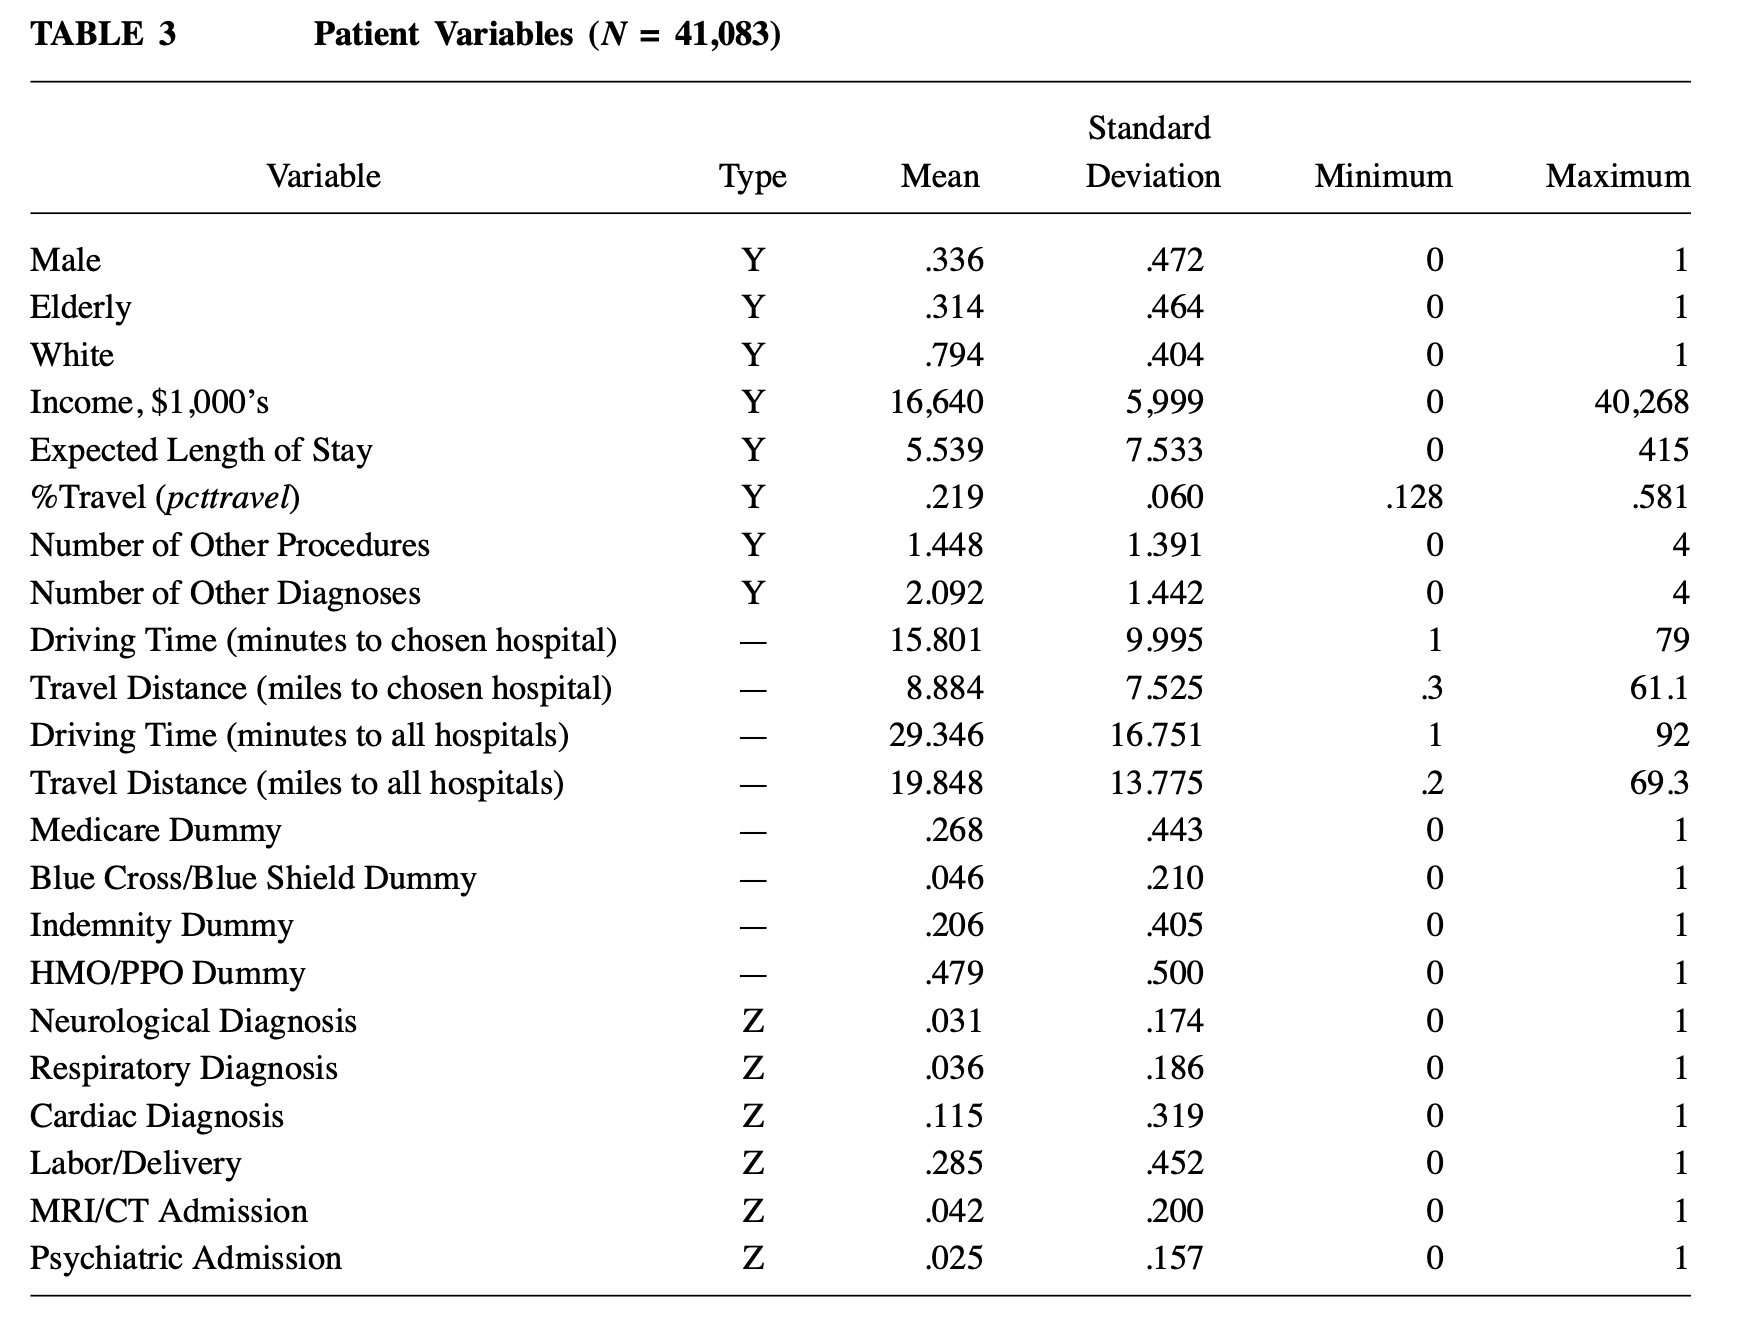 TABLE 3 Patient Variables (N = 41,083)
Standard
Variable Type Mean Deviation Minimum Maximum
Male Y .336 .472 0 1
Elderly Y .314 .464 0 1
White Y .794 .404 0 1
Income, $1,000’s Y 16,640 5,999 0 40,268
Expected Length of Stay Y 5.539 7.533 0 415
%Travel (pcttravel) Y .219 .060 .128 .581
Number of Other Procedures Y 1.448 1.391 0 4
Number of Other Diagnoses Y 2.092 1.442 0 4
Driving Time (minutes to chosen hospital) — 15.801 9.995 1 79
Travel Distance (miles to chosen hospital) — 8.884 7.525 .3 61.1
Driving Time (minutes to all hospitals) — 29.346 16.751 1 92
Travel Distance (miles to all hospitals) — 19.848 13.775 .2 69.3
Medicare Dummy — .268 .443 0 1
Blue Cross/Blue Shield Dummy — .046 .210 0 1
Indemnity Dummy — .206 .405 0 1
HMO/PPO Dummy — .479 .500 0 1
Neurological Diagnosis Z .031 .174 0 1
Respiratory Diagnosis Z .036 .186 0 1
Cardiac Diagnosis Z .115 .319 0 1
Labor/Delivery Z .285 .452 0 1
MRI/CT Admission Z .042 .200 0 1
Psychiatric Admission Z .025 .157 0 1